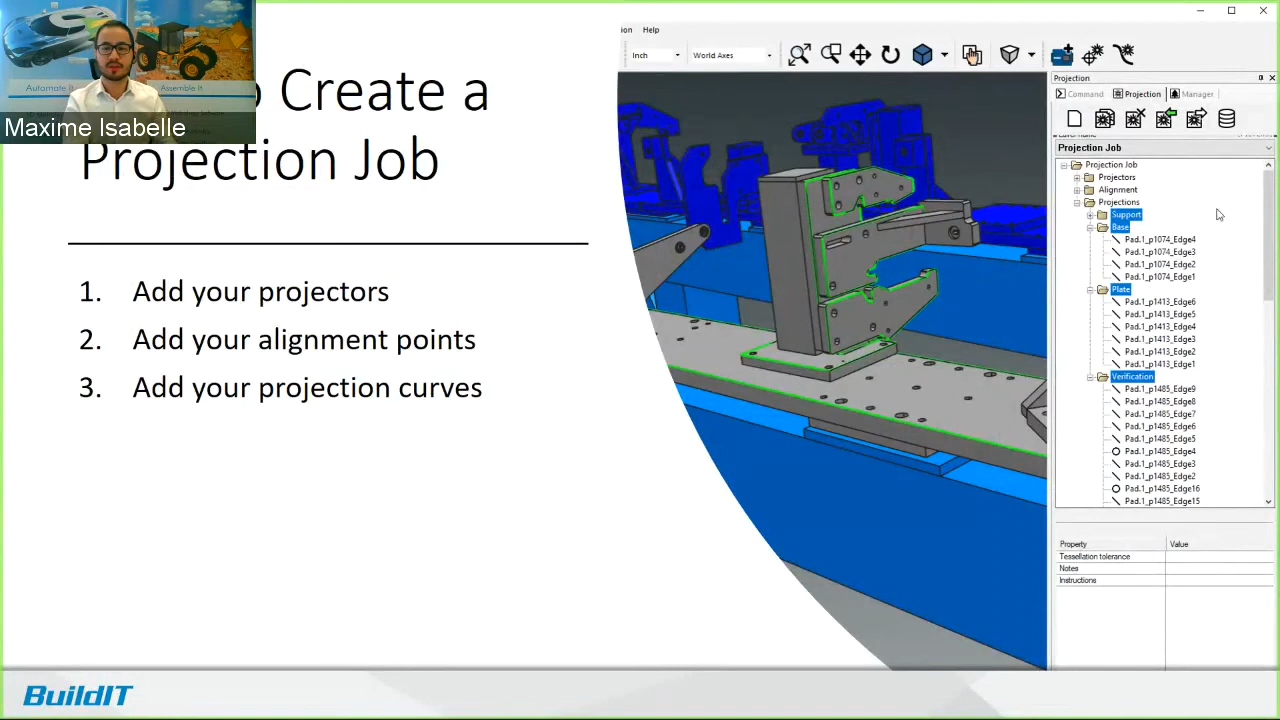 Automate It
Assemble It
Maxime Isabelle
Create a
Projection Job
1. Add your projectors
2. Add your alignment points
3. Add your projection curves
BuildIT
Help
Inch
World Axes
Projection
Command
Projection
Manager
Projection Job
Projection Job
Projectors
Alignment
Projections
Support
Base
Pad.1_p1074_Edge4
Pad.1_p1074_Edge3
Pad.1_p1074_Edge2
Pad.1_p1074_Edge1
Plate
Pad.1_p1413_Edge6
Pad.1_p1413_Edge5
Pad.1_p1413_Edge4
Pad.1_p1413_Edge3
Pad.1_p1413_Edge2
Pad.1_p1413_Edge1
Verification
Pad.1_p1485_Edge9
Pad.1_p1485_Edge8
Pad.1_p1485_Edge7
Pad.1_p1485_Edge6
Pad.1_p1485_Edge5
Pad.1_p1485_Edge4
Pad.1_p1485_Edge3
Pad.1_p1485_Edge2
Pad.1_p1485_Edge16
Pad.1_p1485_Edge15
Property Value
Tessellation tolerance
Notes
Instructions